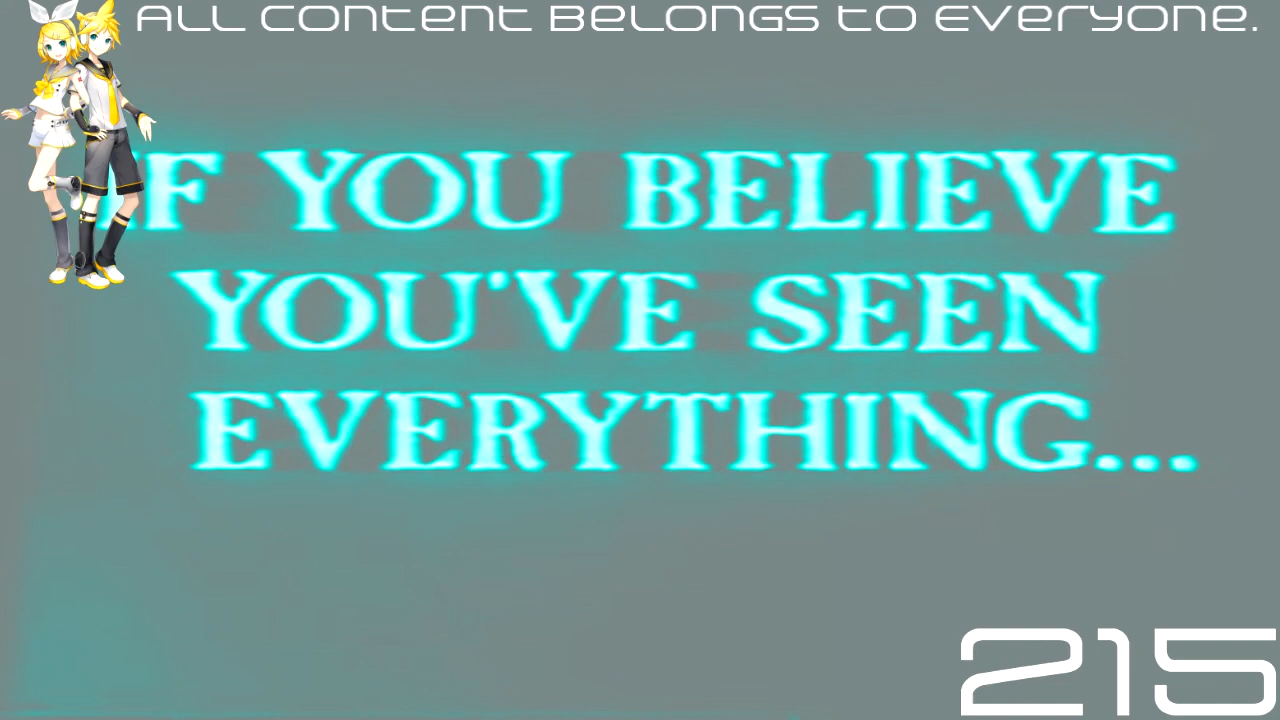 ALL CONTENT BELONGS TO EVERYONE.
IF YOU BELIEVE
YOU'VE SEEN
EVERYTHING...
215